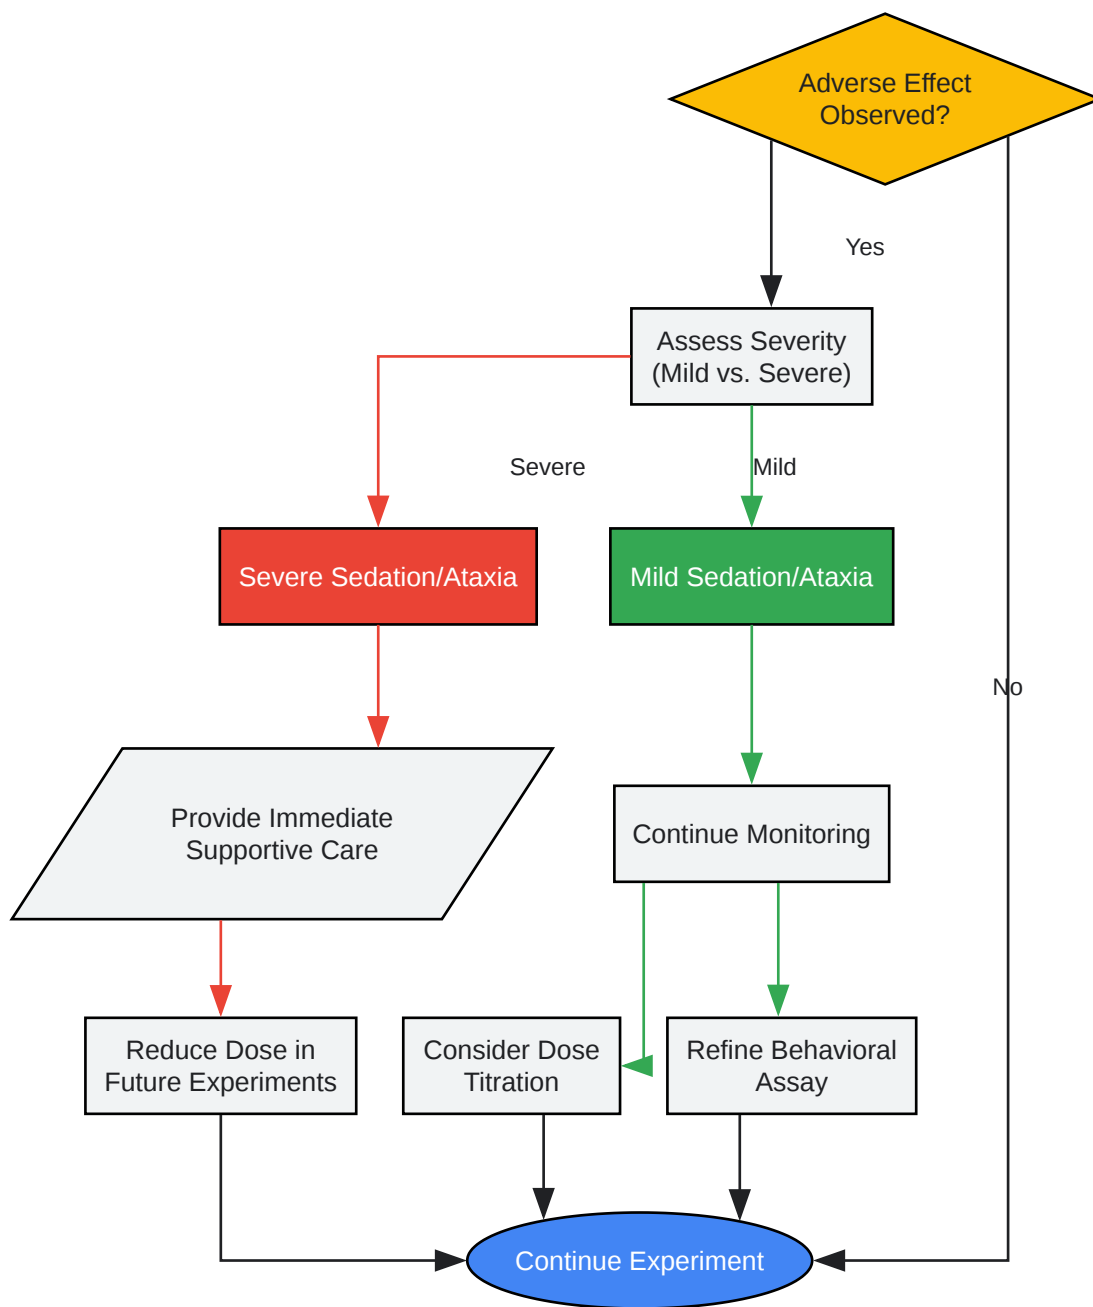 Adverse Effect
Observed?
Yes
Assess Severity
(Mild vs. Severe)
Severe
Mild
Severe Sedation/Ataxia
Mild Sedation/Ataxia
No
Provide Immediate
Supportive Care
Continue Monitoring
Reduce Dose in
Future Experiments
Consider Dose
Titration
Refine Behavioral
Assay
Continue Experiment